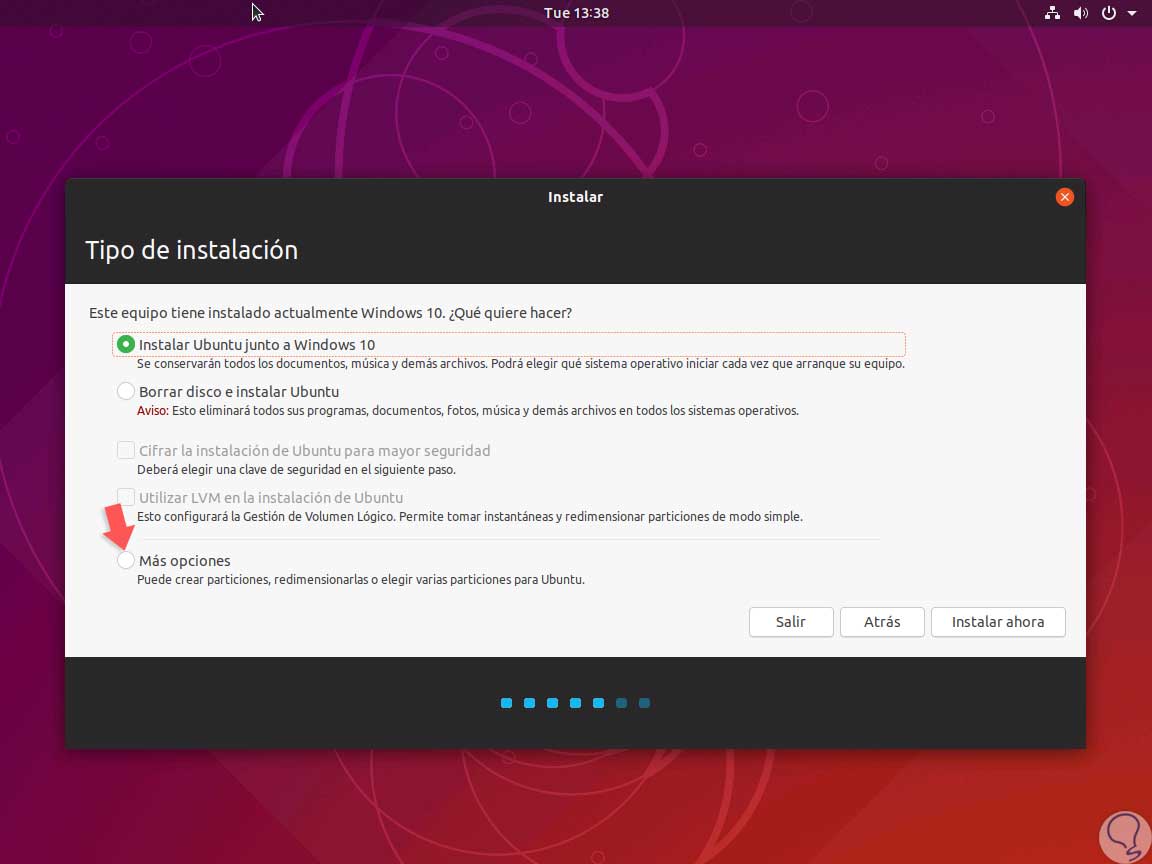 Tue 13:38
Instalar
Tipo de instalación
Este equipo tiene instalado actualmente Windows 10. ¿Qué quiere hacer?
Instalar Ubuntu junto a Windows 10
Se conservarán todos los documentos, música y demás archivos. Podrá elegir qué sistema operativo iniciar cada vez que arranque su equipo.
Borrar disco e instalar Ubuntu
Aviso: Esto eliminará todos sus programas, documentos, fotos, música y demás archivos en todos los sistemas operativos.
Cifrar la instalación de Ubuntu para mayor seguridad
Deberá elegir una clave de seguridad en el siguiente paso.
Utilizar LVM en la instalación de Ubuntu
Esto configurará la Gestión de Volumen Lógico. Permite tomar instantáneas y redimensionar particiones de modo simple.
Más opciones
Puede crear particiones, redimensionarlas o elegir varias particiones para Ubuntu.
Salir
Atrás
Instalar ahora